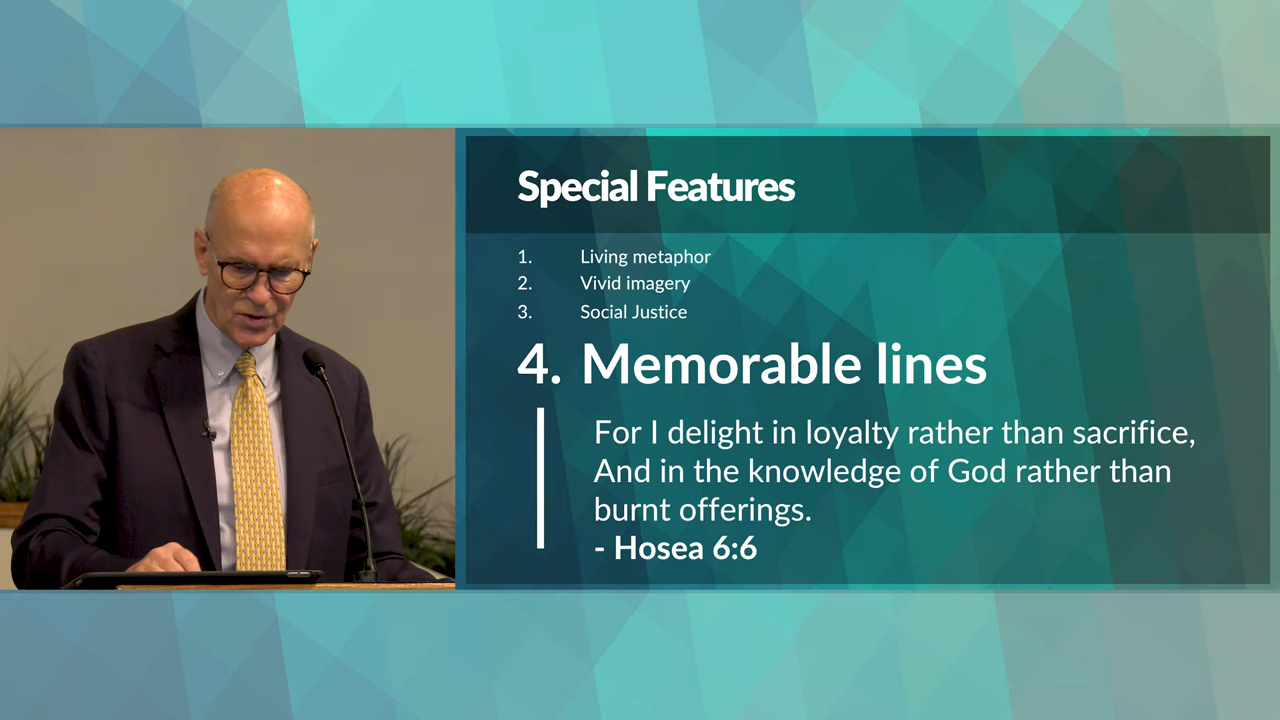 Special Features
1. Living metaphor
2. Vivid imagery
3. Social Justice
4. Memorable lines
For I delight in loyalty rather than sacrifice,
And in the knowledge of God rather than
burnt offerings.
- Hosea 6:6